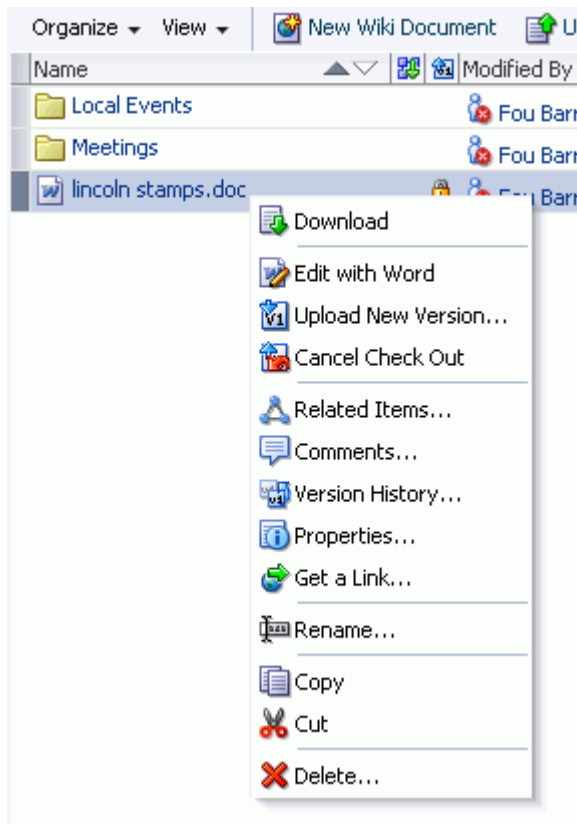 Organize View New Wiki Document U
Name Modified By
Local Events Fou Barr
Meetings Fou Barr
lincoln stamps.doc Fou Barr
Download
Edit with Word
Upload New Version...
Cancel Check Out
Related Items...
Comments...
Version History...
Properties...
Get a Link...
Rename...
Copy
Cut
Delete...